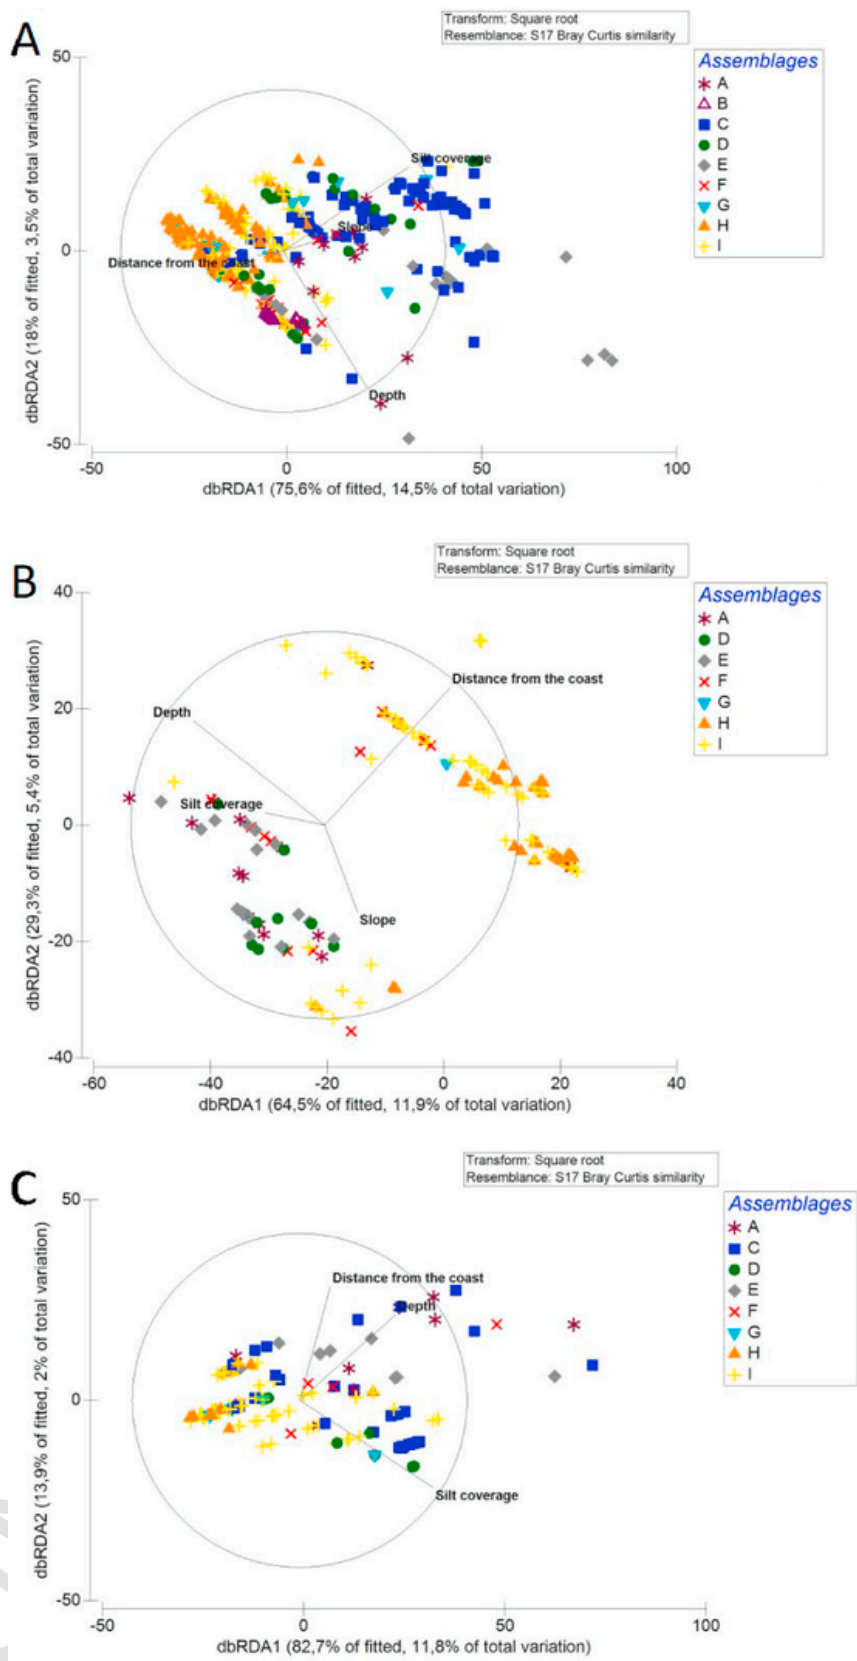 A
Transform: Square root
Resemblance: S17 Bray Curtis similarity
Assemblages
A
B
C
D
E
F
G
H
I
50
0
-50
dbRDA2 (18% of fitted, 3,5% of total variation)
Silt coverage
Slope
Distance from the coast
Depth
-50
0
50
100
dbRDA1 (75,6% of fitted, 14,5% of total variation)
B
Transform: Square root
Resemblance: S17 Bray Curtis similarity
Assemblages
A
D
E
F
G
H
I
40
20
0
-20
-40
dbRDA2 (29,3% of fitted, 5,4% of total variation)
Distance from the coast
Depth
Silt coverage
Slope
-60
-40
-20
0
20
40
dbRDA1 (64,5% of fitted, 11,9% of total variation)
C
Transform: Square root
Resemblance: S17 Bray Curtis similarity
Assemblages
A
C
D
E
F
G
H
I
50
0
-50
dbRDA2 (13,9% of fitted, 2% of total variation)
Distance from the coast
Depth
Silt coverage
-50
0
50
100
dbRDA1 (82,7% of fitted, 11,8% of total variation)